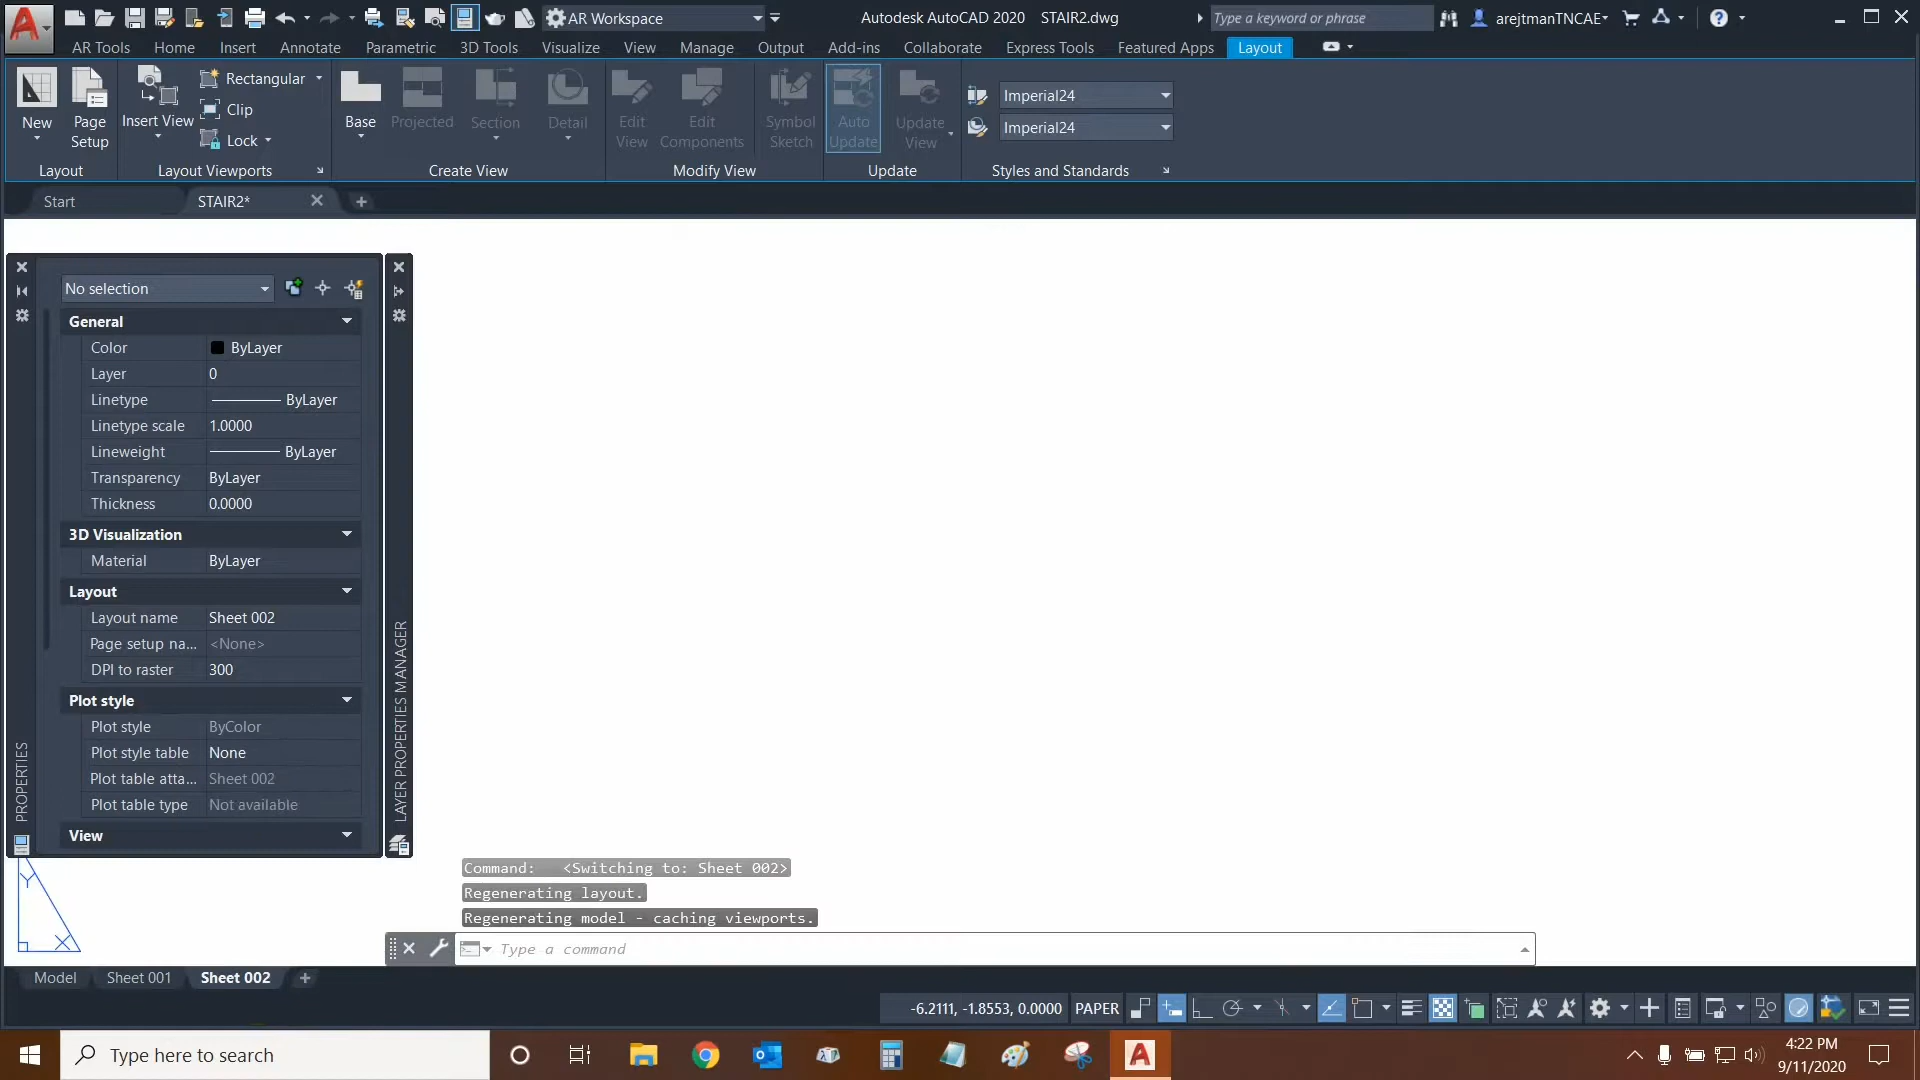 AR Workspace
Autodesk AutoCAD 2020 STAIR2.dwg
Type a keyword or phrase
arejtmanTNCAE
AR Tools Home Insert Annotate Parametric 3D Tools Visualize View Manage Output Add-ins Collaborate Express Tools Featured Apps Layout
New
Page Setup
Insert View
Rectangular
Clip
Lock
Base
Projected
Section
Detail
Edit View
Edit Components
Symbol Sketch
Auto Update
Update View
Imperial24
Imperial24
Layout Layout Viewports Create View Modify View Update Styles and Standards
Start STAIR2*
No selection
General
Color ByLayer
Layer 0
Linetype ByLayer
Linetype scale 1.0000
Lineweight ByLayer
Transparency ByLayer
Thickness 0.0000
3D Visualization
Material ByLayer
Layout
Layout name Sheet 002
Page setup na... <None>
DPI to raster 300
Plot style
Plot style ByColor
Plot style table None
Plot table atta... Sheet 002
Plot table type Not available
View
PROPERTIES
LAYER PROPERTIES MANAGER
Y
X
Command: <Switching to: Sheet 002>
Regenerating layout.
Regenerating model - caching viewports.
Type a command
Model Sheet 001 Sheet 002
-6.2111, -1.8553, 0.0000 PAPER
Type here to search
4:22 PM
9/11/2020